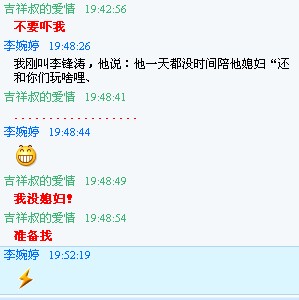 吉祥叔的爱情 19:42:56
不要吓我
李婉婷 19:48:26
我刚叫李锋涛，他说：他一天都没时间陪他媳妇“还
和你们玩啥哩、
吉祥叔的爱情 19:48:41
. . . . . . . . . . . . . . . . . .
李婉婷 19:48:44
吉祥叔的爱情 19:48:49
我没媳妇！
吉祥叔的爱情 19:48:54
准备找
李婉婷 19:52:19